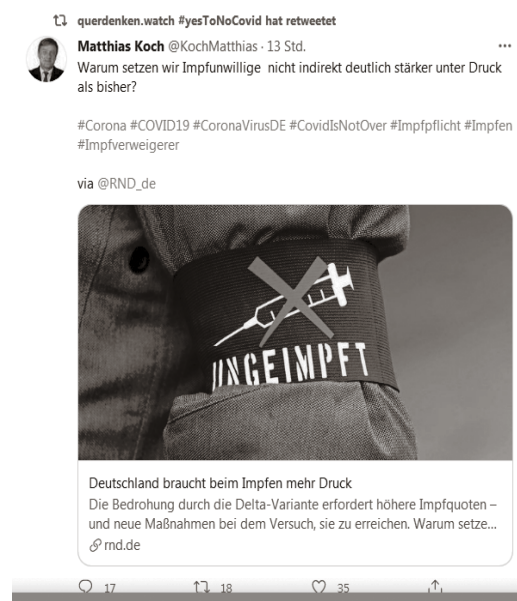 querdenken.watch #yesToNoCovid hat retweetet
Matthias Koch @KochMatthias · 13 Std.
Warum setzen wir Impfunwillige nicht indirekt deutlich stärker unter Druck
als bisher?
#Corona #COVID19 #CoronaVirusDE #CovidIsNotOver #Impfpflicht #Impfen
#Impfverweigerer
via @RND_de
UNGEIMPFT
Deutschland braucht beim Impfen mehr Druck
Die Bedrohung durch die Delta-Variante erfordert höhere Impfquoten –
und neue Maßnahmen bei dem Versuch, sie zu erreichen. Warum setze...
rnd.de
17 18 35